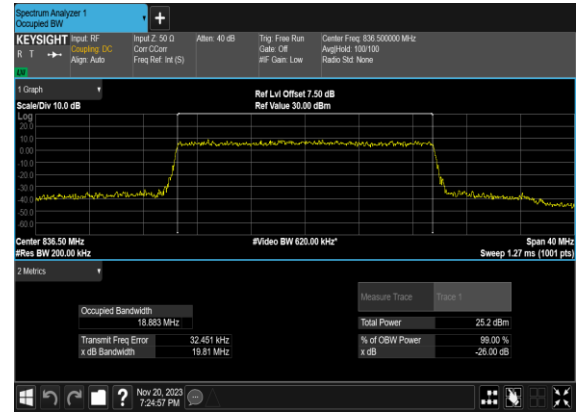 Spectrum Analyzer 1
Occupied BW
+
KEYSIGHT Input: RF Input Z: 50 Ω Atten: 40 dB Trig: Free Run Center Freq: 836.500000 MHz
R T Coupling: DC Corr CCorr Gate: Off Avg|Hold: 100/100
Align: Auto Freq Ref: Int (S) #IF Gain: Low Radio Std: None
1 Graph Ref Lvl Offset 7.50 dB
Scale/Div 10.0 dB Ref Value 30.00 dBm
Log
20.0
10.0
0.00
-10.0
-20.0
-30.0
-40.0
-50.0
-60.0
Center 836.50 MHz #Video BW 620.00 kHz* Span 40 MHz
#Res BW 200.00 kHz Sweep 1.27 ms (1001 pts)
2 Metrics
Measure Trace Trace 1
Occupied Bandwidth
18.883 MHz Total Power 25.2 dBm
Transmit Freq Error 32.451 kHz % of OBW Power 99.00 %
x dB Bandwidth 19.81 MHz x dB -26.00 dB
? Nov 20, 2023
7:24:57 PM